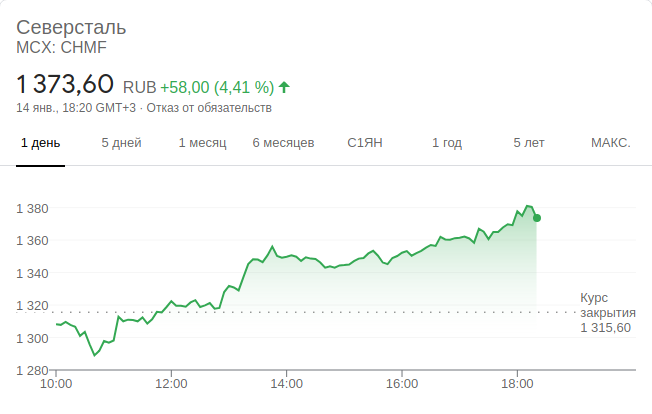 Северсталь
MCX: CHMF
1 373,60 RUB +58,00 (4,41 %)
14 янв., 18:20 GMT+3 · Отказ от обязательств
1 день 5 дней 1 месяц 6 месяцев С1ЯН 1 год 5 лет МАКС.
1 380
1 360
1 340
1 320
1 300
1 280
Курс
закрытия
1 315,60
10:00 12:00 14:00 16:00 18:00